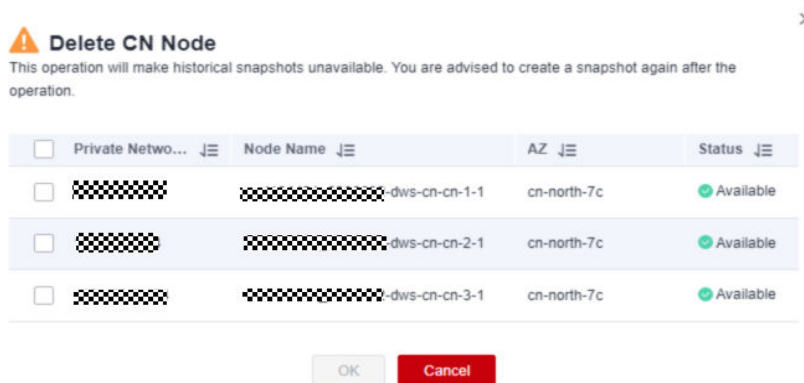 Delete CN Node
This operation will make historical snapshots unavailable. You are advised to create a snapshot again after the
operation.
Private Netwo... Node Name AZ Status
-dws-cn-cn-1-1 cn-north-7c Available
-dws-cn-cn-2-1 cn-north-7c Available
-dws-cn-cn-3-1 cn-north-7c Available
OK Cancel